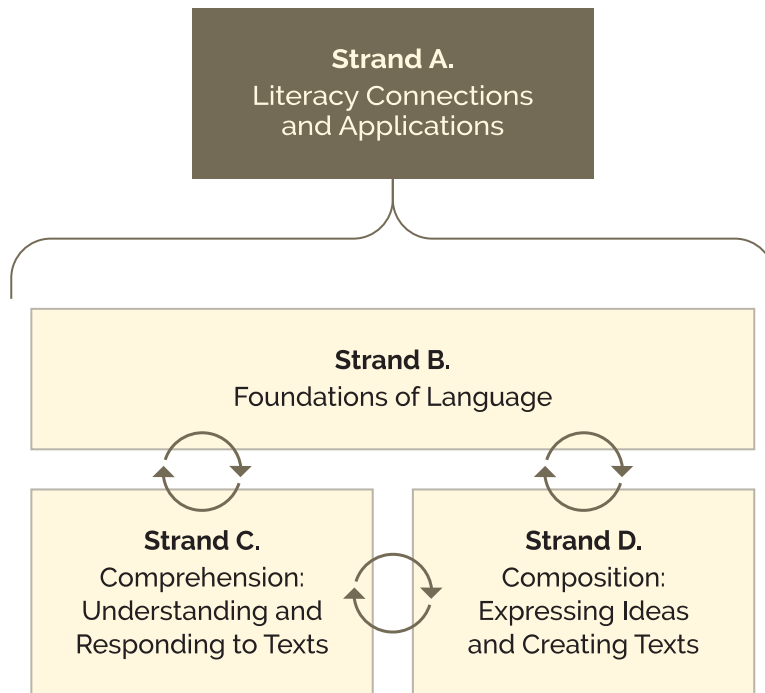 Strand A.
Literacy Connections
and Applications
Strand B.
Foundations of Language
Strand C.
Comprehension:
Understanding and
Responding to Texts
Strand D.
Composition:
Expressing Ideas
and Creating Texts